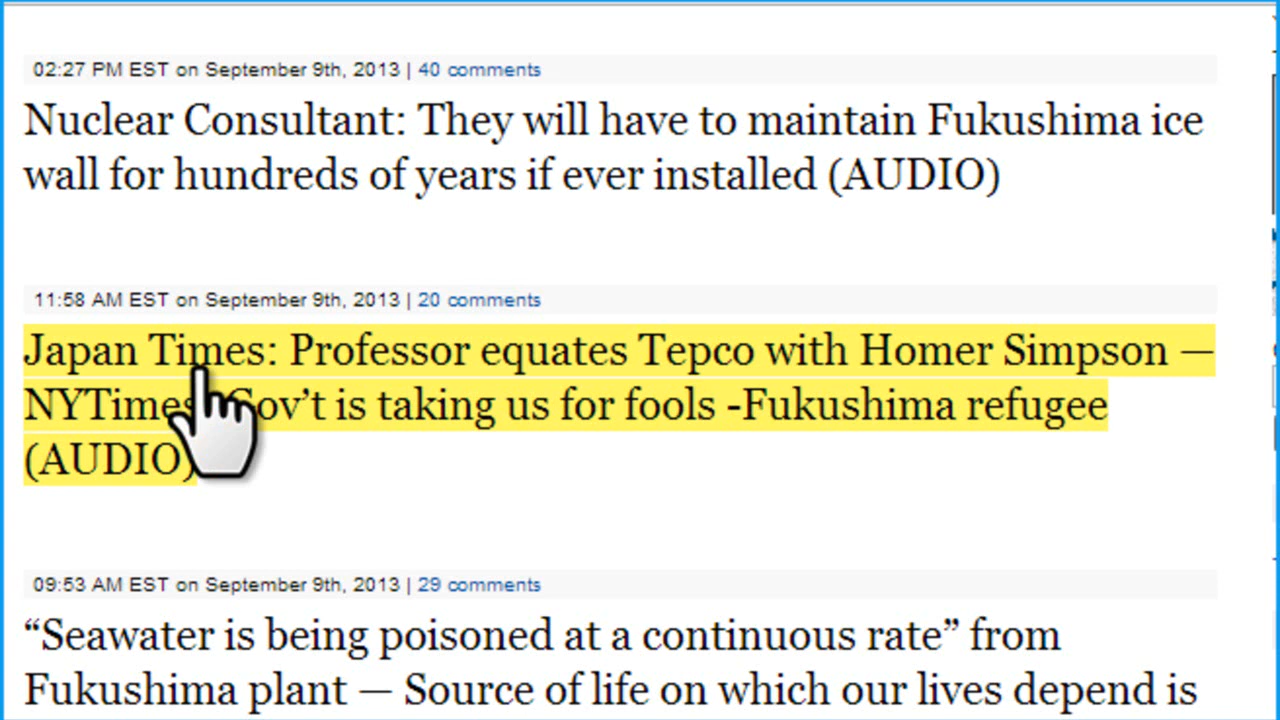 02:27 PM EST on September 9th, 2013 | 40 comments
Nuclear Consultant: They will have to maintain Fukushima ice
wall for hundreds of years if ever installed (AUDIO)
11:58 AM EST on September 9th, 2013 | 20 comments
Japan Times: Professor equates Tepco with Homer Simpson —
NYTimes Gov’t is taking us for fools -Fukushima refugee
(AUDIO)
09:53 AM EST on September 9th, 2013 | 29 comments
“Seawater is being poisoned at a continuous rate” from
Fukushima plant — Source of life on which our lives depend is